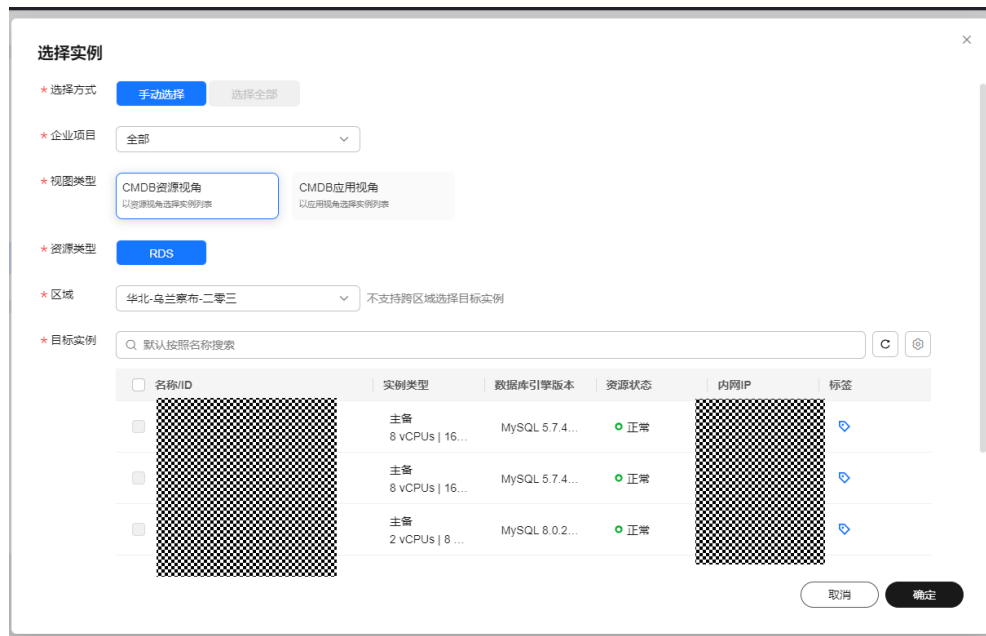 选择实例
* 选择方式 手动选择 选择全部
* 企业项目 全部
* 视图类型 CMDB资源视角 CMDB应用视角
以资源视角选择实例列表 以应用视角选择实例列表
* 资源类型 RDS
* 区域 华北-乌兰察布-二零三 不支持跨区域选择目标实例
* 目标实例 默认按照名称搜索
名称/ID 实例类型 数据库引擎版本 资源状态 内网IP 标签
主备
8 vCPUs | 16... MySQL 5.7.4... 正常
主备
8 vCPUs | 16... MySQL 5.7.4... 正常
主备
2 vCPUs | 8 ... MySQL 8.0.2... 正常
取消 确定